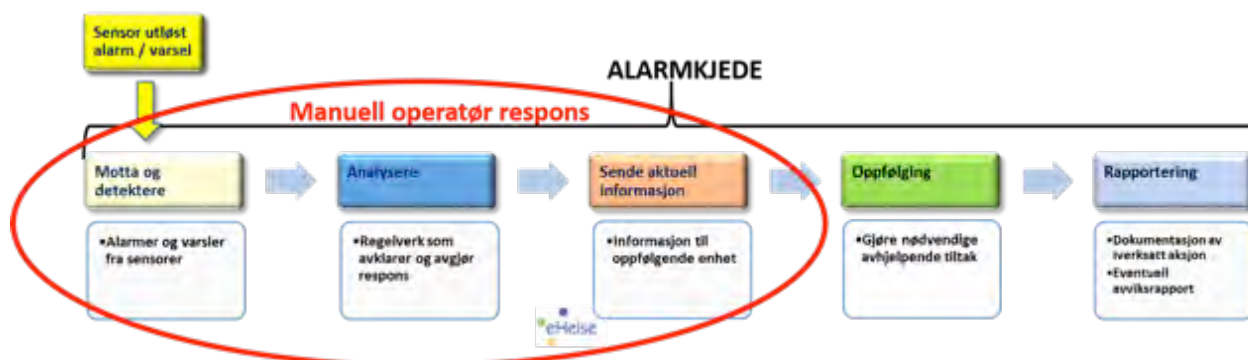 Sensor utløst
alarm / varsel
ALARMKJEDE
Manuell operatør respons
Motta og
detektere
Analysere
Sende aktuell
informasjon
Oppfølging
Rapportering
•Alarmer og varsler
fra sensorer
•Regelverk som
avklarer og avgjør
respons
•Informasjon til
oppfølgende enhet
•Gjøre nødvendige
avhjelpende tiltak
•Dokumentasjon av
iverksatt aksjon
•Eventuell
avviksrapport
eHelse